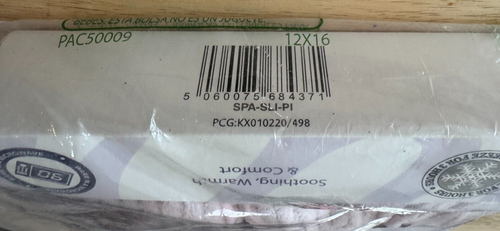 BEBES. ESTA BOLSA NO ES UN JUGUETE.
PAC50009 12X16
5 060075 684371
SPA-SLI-PI
PCG:KX010220/498
Soothing, Warmth
& Comfort